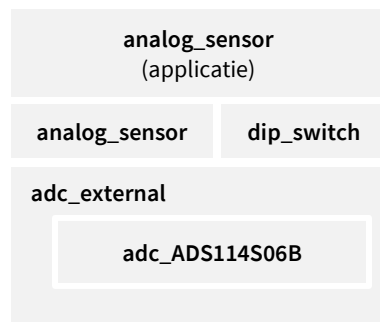 analog_sensor
(applicatie)
analog_sensor dip_switch
adc_external
adc_ADS114S06B